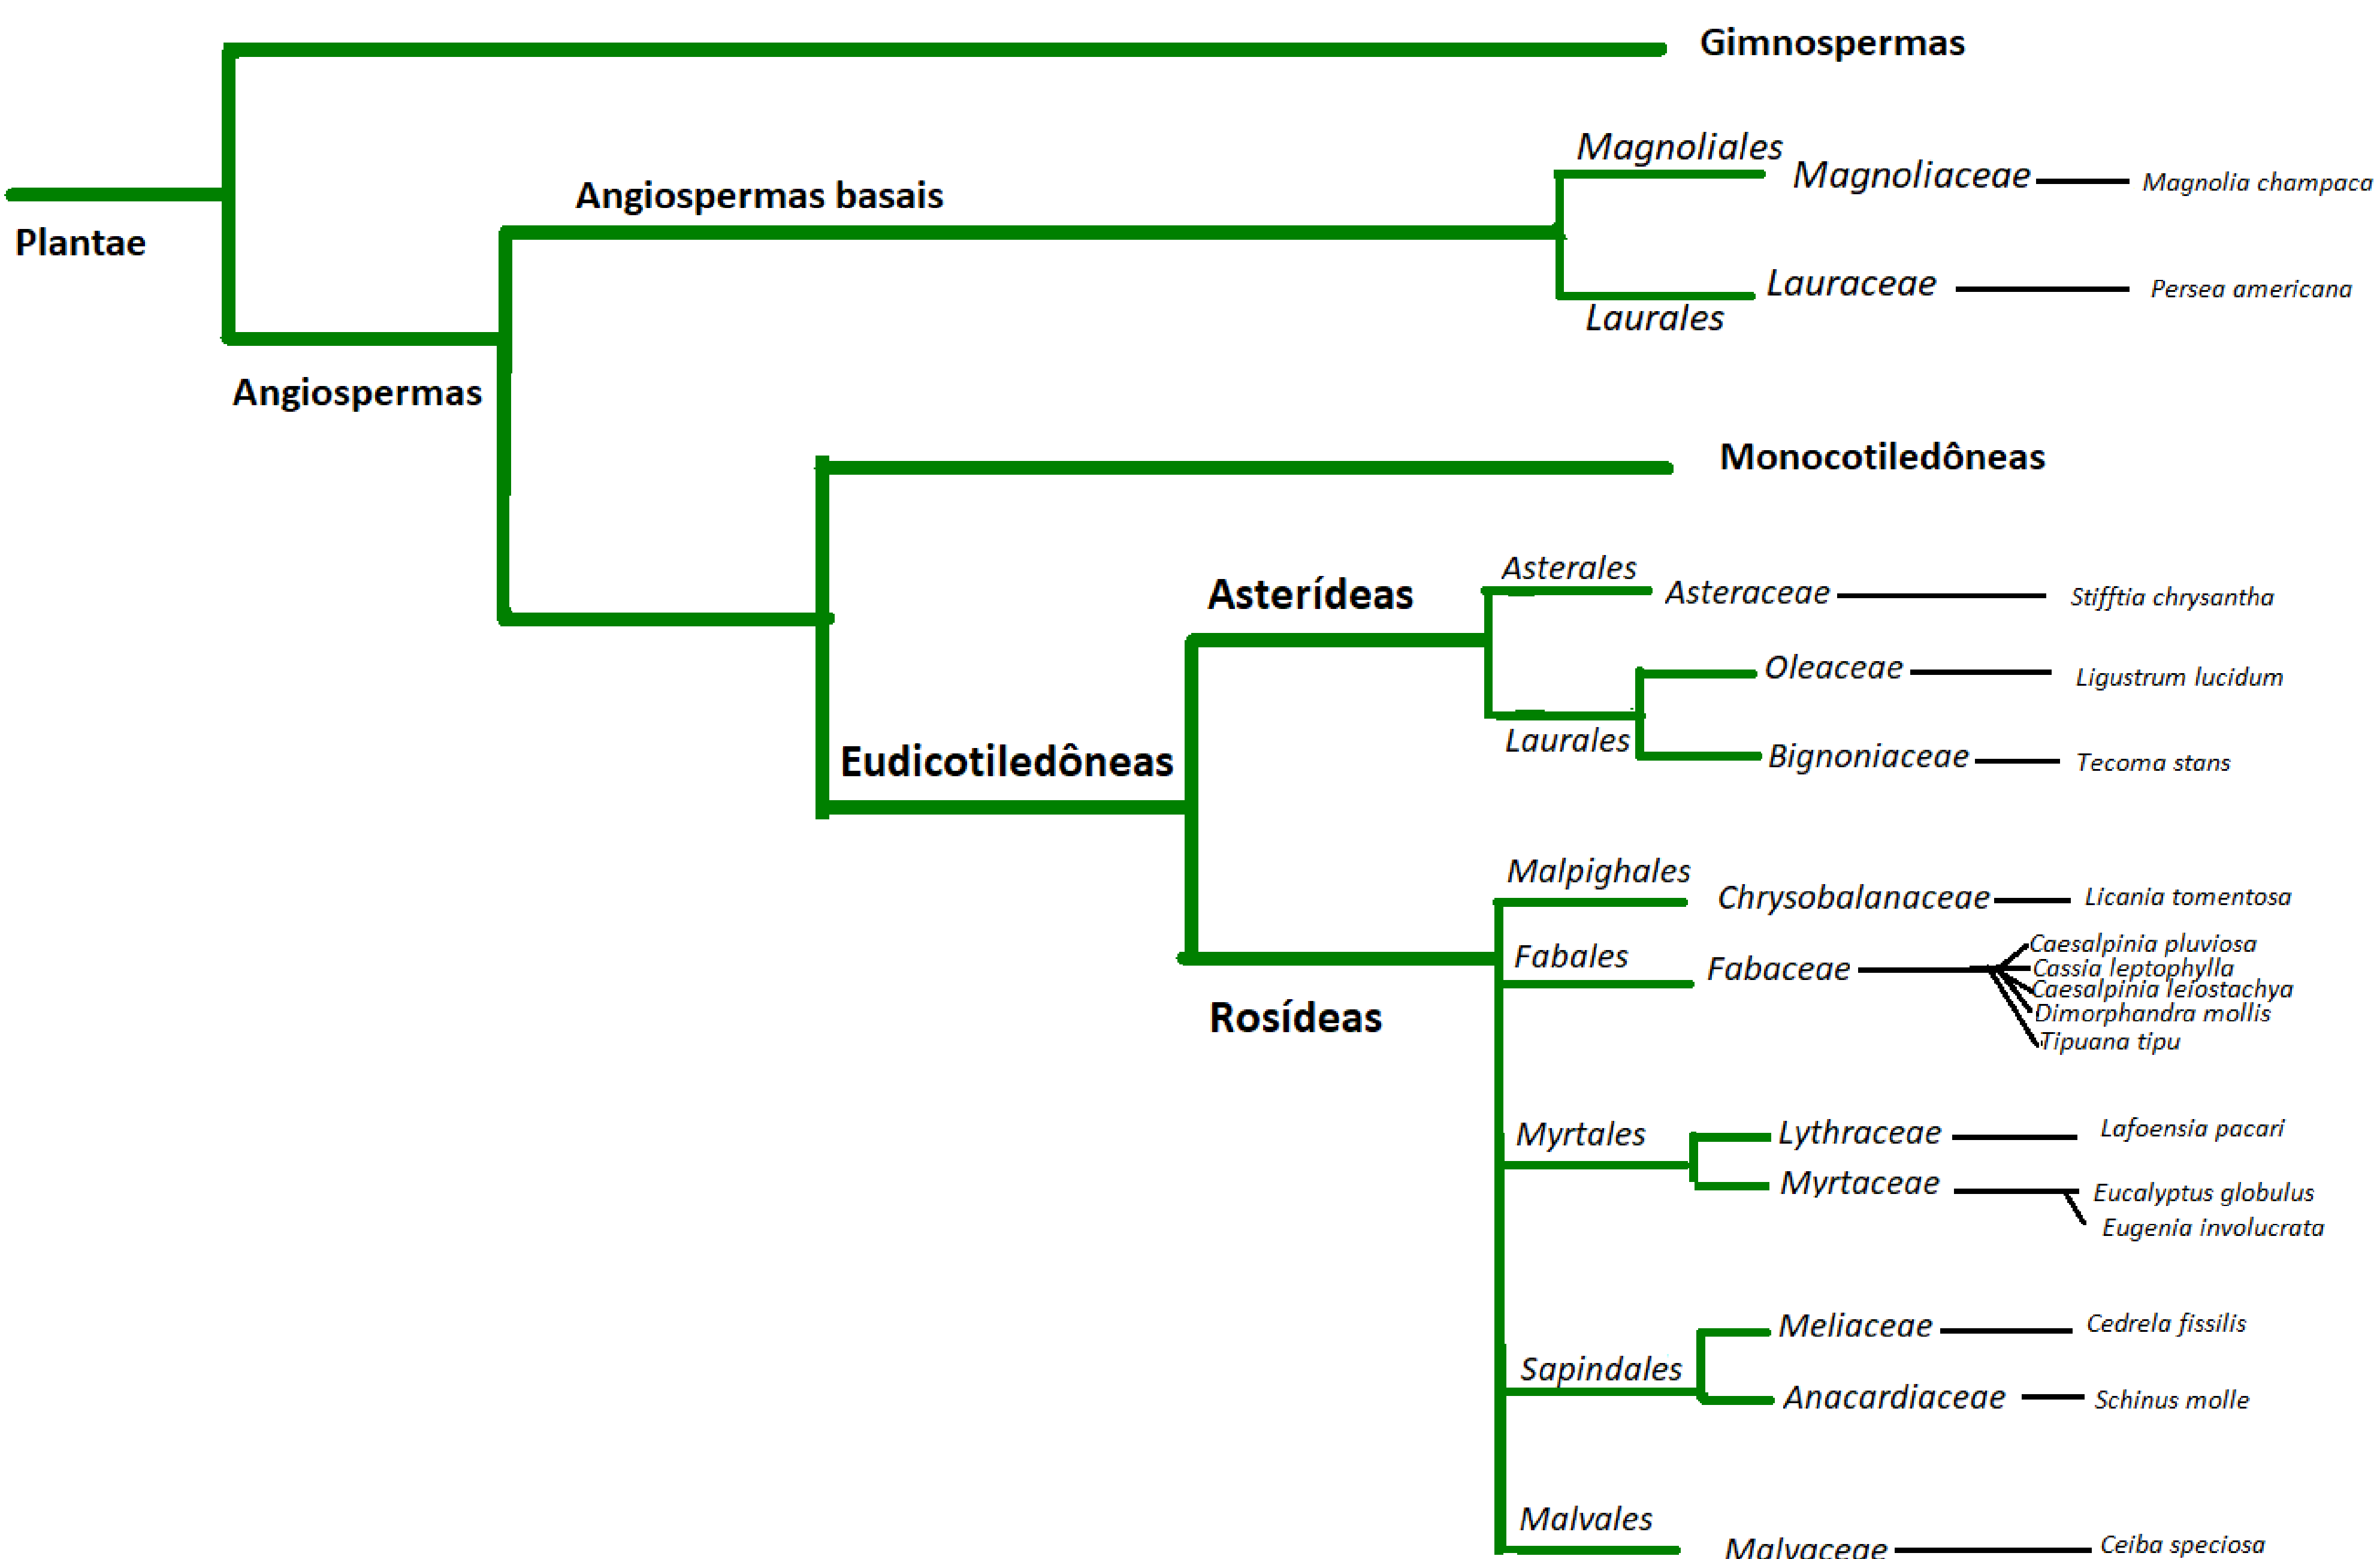 Gimnospermas
Magnoliales
Magnoliaceae
Magnolia champaca
Angiospermas basais
Plantae
Lauraceae
Persea americana
Laurales
Angiospermas
Monocotiledôneas
Asterales
Asterídeas
Asteraceae
Stifftia chrysantha
Oleaceae
Ligustrum lucidum
Laurales
Eudicotiledôneas
Bignoniaceae
Tecoma stans
Malpighales
Chrysobalanaceae
Licania tomentosa
Fabales
Fabaceae
Caesalpinia pluviosa
Cassia leptophylla
Caesalpinia leiostachya
Dimorphandra mollis
Tipuana tipu
Rosídeas
Myrtales
Lythraceae
Lafoensia pacari
Myrtaceae
Eucalyptus globulus
Eugenia involucrata
Meliaceae
Cedrela fissilis
Sapindales
Anacardiaceae
Schinus molle
Malvales
Malvaceae
Ceiba speciosa